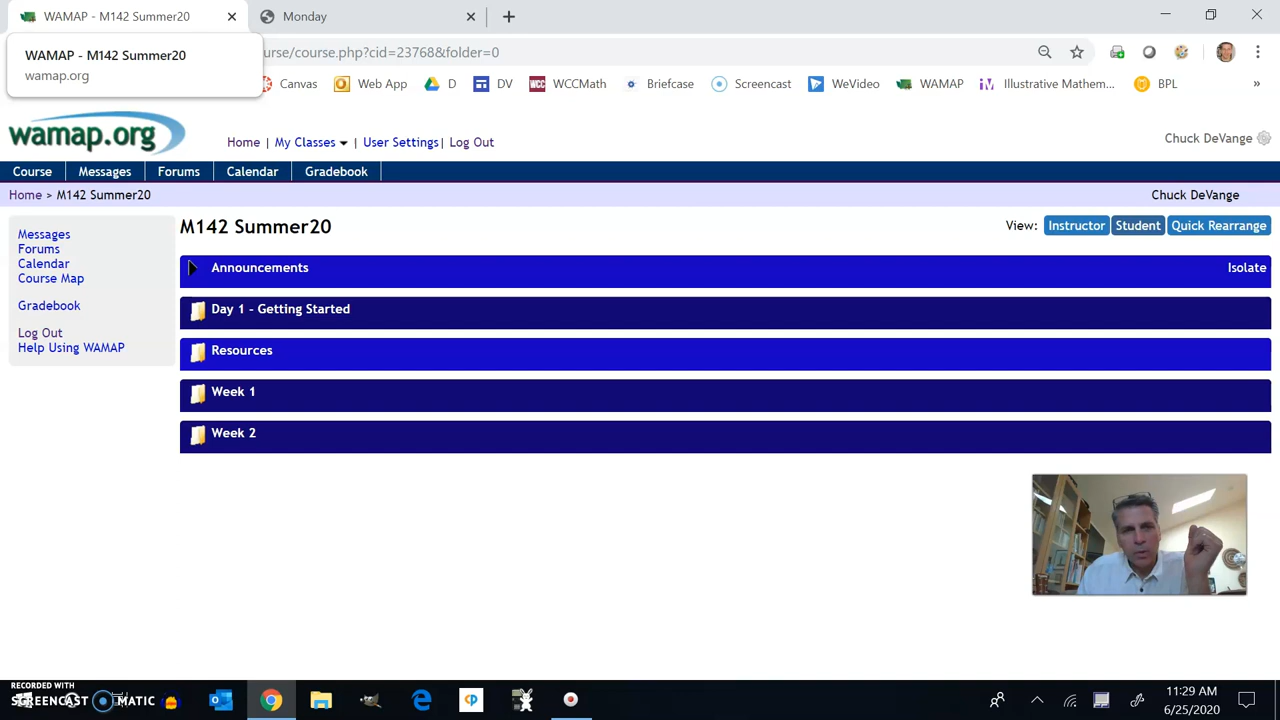 WAMAP - M142 Summer20
Monday
WAMAP - M142 Summer20
wamap.org
urse/course.php?cid=23768&folder=0
Canvas
Web App
D
DV
WCC WCCMath
Briefcase
Screencast
WeVideo
WAMAP
Illustrative Mathem...
BPL
»
wamap.org
Home | My Classes | User Settings | Log Out
Chuck DeVange
Course
Messages
Forums
Calendar
Gradebook
Home > M142 Summer20
Chuck DeVange
Messages
Forums
Calendar
Course Map
Gradebook
Log Out
Help Using WAMAP
M142 Summer20
View: Instructor Student Quick Rearrange
Announcements
Isolate
Day 1 - Getting Started
Resources
Week 1
Week 2
RECORDED WITH
SCREENCAST MATIC
11:29 AM
6/25/2020